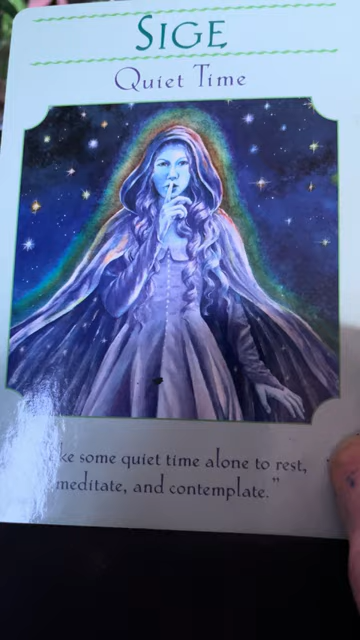 SIGE
Quiet Time
ke some quiet time alone to rest,
meditate, and contemplate."